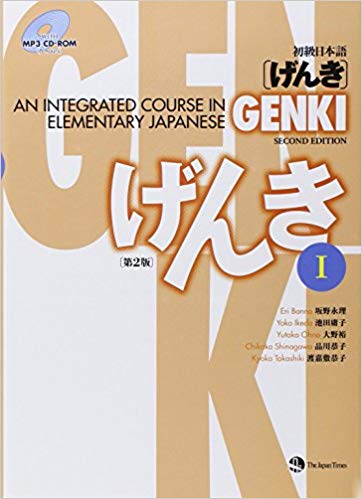 with
MP3 CD-ROM
初級日本語
[げんき]
AN INTEGRATED COURSE IN
ELEMENTARY JAPANESE
GENKI
SECOND EDITION
GEN
げんき
[第2版]
I
Eri Banno 坂野永理
Yoko Ikeda 池田庸子
Yutaka Ohno 大野裕
Chikako Shinagawa 品川恭子
Kyoko Tokashiki 渡嘉敷恭子
KI
The Japan Times